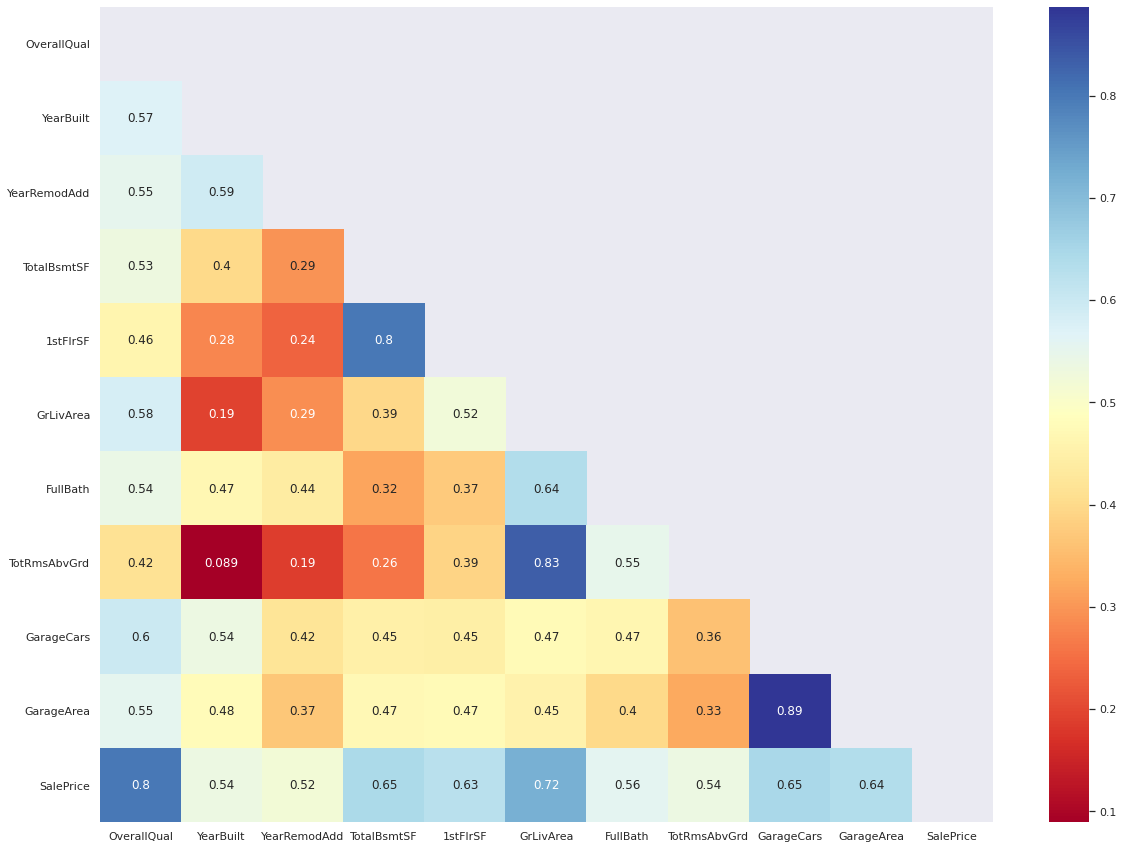 OverallQual
YearBuilt 0.57
YearRemodAdd 0.55 0.59
TotalBsmtSF 0.53 0.4 0.29
1stFlrSF 0.46 0.28 0.24 0.8
GrLivArea 0.58 0.19 0.29 0.39 0.52
FullBath 0.54 0.47 0.44 0.32 0.37 0.64
TotRmsAbvGrd 0.42 0.089 0.19 0.26 0.39 0.83 0.55
GarageCars 0.6 0.54 0.42 0.45 0.45 0.47 0.47 0.36
GarageArea 0.55 0.48 0.37 0.47 0.47 0.45 0.4 0.33 0.89
SalePrice 0.8 0.54 0.52 0.65 0.63 0.72 0.56 0.54 0.65 0.64
OverallQual YearBuilt YearRemodAdd TotalBsmtSF 1stFlrSF GrLivArea FullBath TotRmsAbvGrd GarageCars GarageArea SalePrice
0.8
0.7
0.6
0.5
0.4
0.3
0.2
0.1